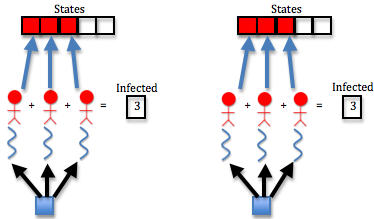 States
Infected
+ + = 3
States
Infected
+ + = 3